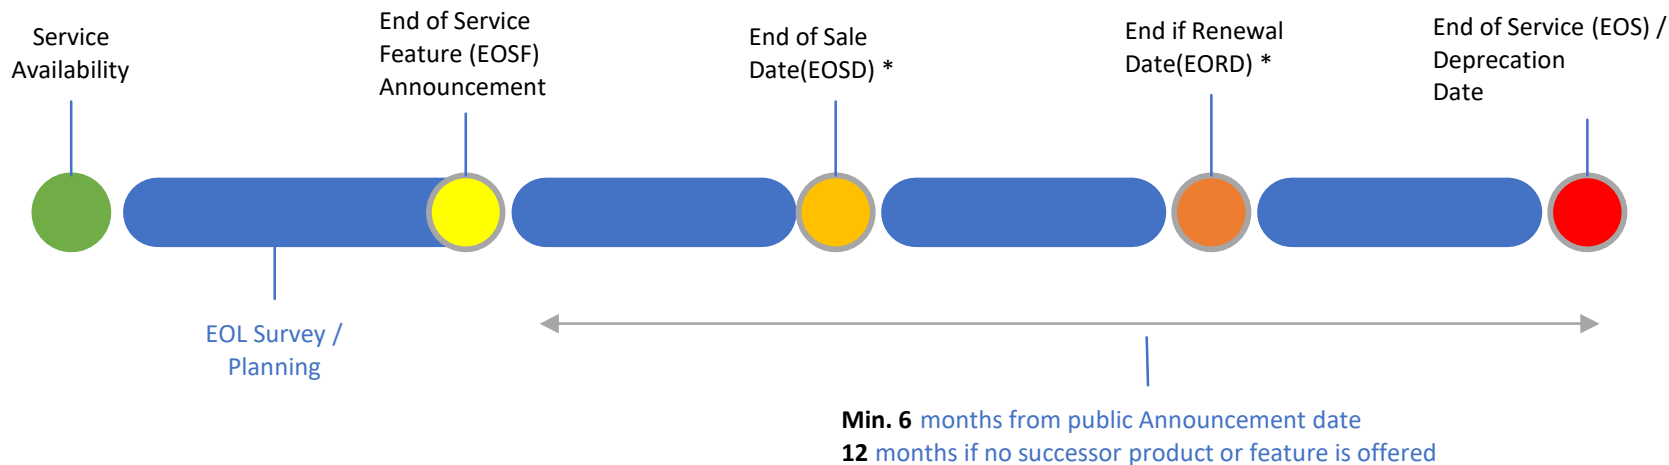 Service
Availability
End of Service
Feature (EOSF)
Announcement
End of Sale
Date(EOSD) *
End if Renewal
Date(EORD) *
End of Service (EOS) /
Deprecation
Date
EOL Survey /
Planning
Min. 6 months from public Announcement date
12 months if no successor product or feature is offered